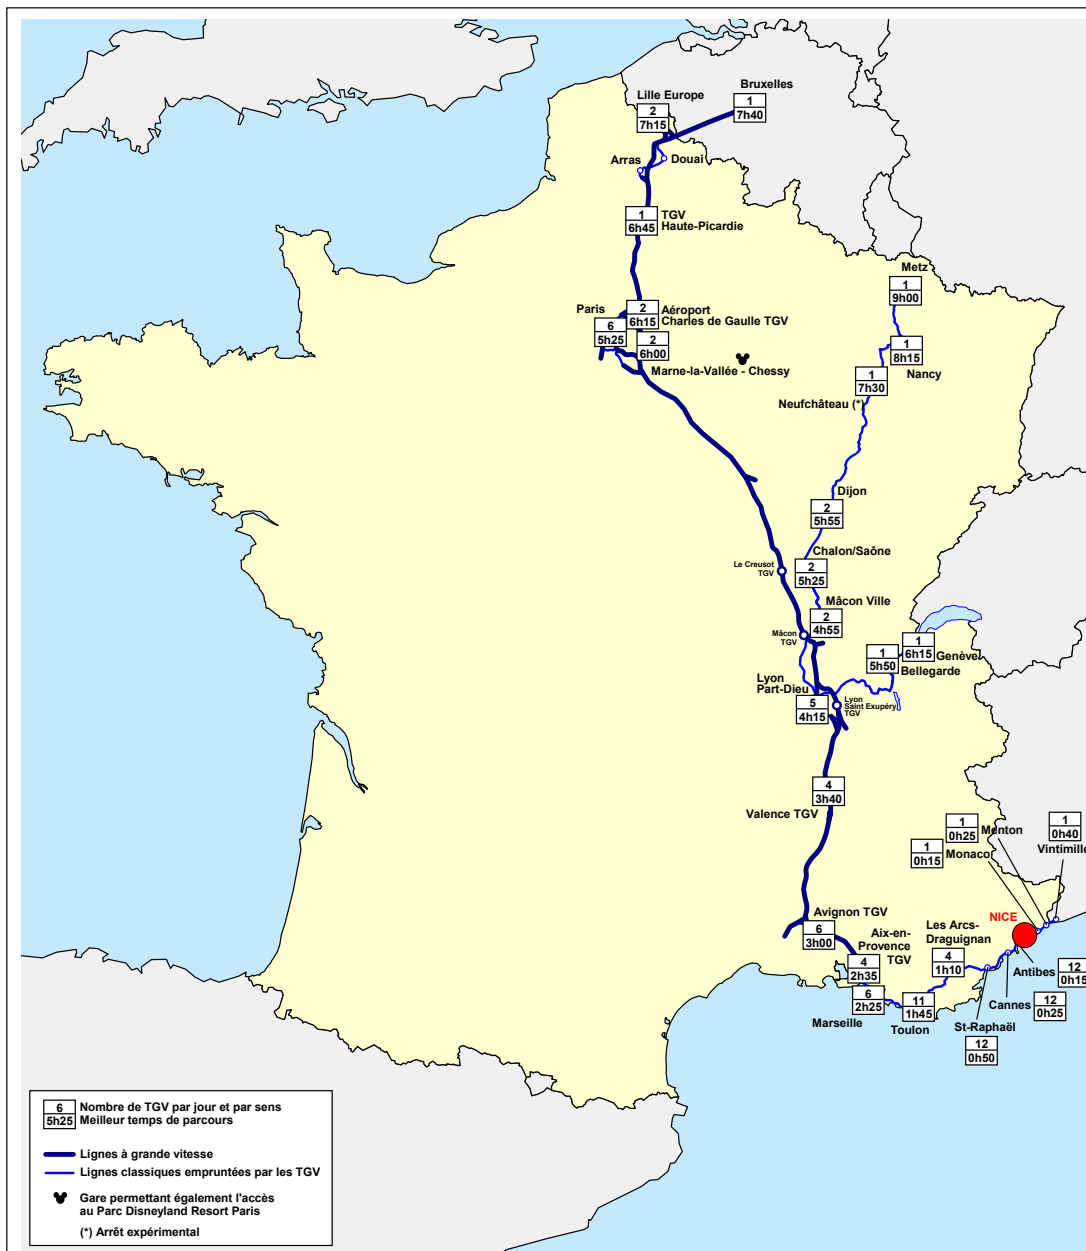 Bruxelles
1
7h40
Lille Europe
2
7h15
Arras
Douai
1
6h45
TGV
Haute-Picardie
Metz
1
9h00
Paris
6
5h25
2
6h15
Aéroport
Charles de Gaulle TGV
2
6h00
Marne-la-Vallée - Chessy
1
8h15
Nancy
1
7h30
Neufchâteau (*)
Dijon
2
5h55
Chalon/Saône
2
5h25
Le Creusot
TGV
Mâcon Ville
2
4h55
Mâcon
TGV
1
6h15
Genève
1
5h50
Bellegarde
Lyon
Part-Dieu
5
4h15
Lyon
Saint Exupéry
TGV
4
3h40
Valence TGV
1
0h25
Menton
1
0h40
Vintimille
1
0h15
Monaco
Avignon TGV
6
3h00
Aix-en-
Provence
TGV
4
2h35
Les Arcs-
Draguignan
4
1h10
NICE
Antibes
12
0h15
6
2h25
Marseille
11
1h45
Toulon
Cannes
12
0h25
St-Raphaël
12
0h50
6
5h25
Nombre de TGV par jour et par sens
Meilleur temps de parcours
Lignes à grande vitesse
Lignes classiques empruntées par les TGV
Gare permettant également l'accès
au Parc Disneyland Resort Paris
(*) Arrêt expérimental